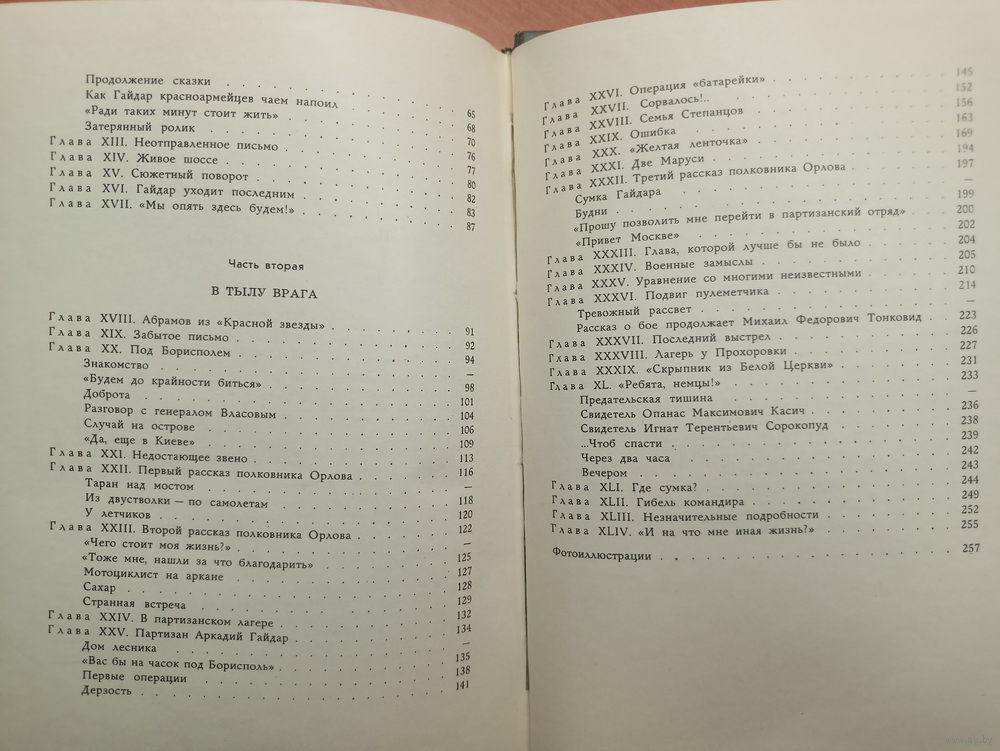 Продолжение сказки . . . 65
Как Гайдар красноармейцев чаем напоил . . . 68
«Ради таких минут стоит жить» . . . 70
Затерянный ролик . . . 76
Глава XIII. Неотправленное письмо . . . 77
Глава XIV. Живое шоссе . . . 80
Глава XV. Сюжетный поворот . . . 82
Глава XVI. Гайдар уходит последним . . . 83
Глава XVII. «Мы опять здесь будем!» . . . 87
Часть вторая
В ТЫЛУ ВРАГА
Глава XVIII. Абрамов из «Красной звезды» . . . 91
Глава XIX. Забытое письмо . . . 92
Глава XX. Под Борисполем . . . 94
Знакомство . . . —
«Будем до крайности биться» . . . 98
Доброта . . . 101
Разговор с генералом Власовым . . . 104
Случай на острове . . . 106
«Да, еще в Киеве» . . . 109
Глава XXI. Недостающее звено . . . 113
Глава XXII. Первый рассказ полковника Орлова . . . 116
Таран над мостом . . . —
Из двустволки — по самолетам . . . 118
У летчиков . . . 120
Глава XXIII. Второй рассказ полковника Орлова . . . 122
«Чего стоит моя жизнь?» . . . —
«Тоже мне, нашли за что благодарить» . . . 125
Мотоциклист на аркане . . . 127
Сахар . . . 128
Странная встреча . . . 129
Глава XXIV. В партизанском лагере . . . 132
Глава XXV. Партизан Аркадий Гайдар . . . 134
Дом лесника . . . —
«Вас бы на часок под Борисполь» . . . 135
Первые операции . . . 138
Дерзость . . . 141
Глава XXVI. Операция «батарейки» . . . 145
Глава XXVII. Сорвалось!.. . . . 152
Глава XXVIII. Семья Степанцов . . . 156
Глава XXIX. Ошибка . . . 163
Глава XXX. «Желтая ленточка» . . . 169
Глава XXXI. Две Маруси . . . 194
Глава XXXII. Третий рассказ полковника Орлова . . . 197
Сумка Гайдара . . . —
Будни . . . 199
«Прошу позволить мне перейти в партизанский отряд» . . . 200
«Привет Москве» . . . 202
Глава XXXIII. Глава, которой лучше бы не было . . . 204
Глава XXXIV. Военные замыслы . . . 205
Глава XXXV. Уравнение со многими неизвестными . . . 210
Глава XXXVI. Подвиг пулеметчика . . . 214
Тревожный рассвет . . . —
Рассказ о бое продолжает Михаил Федорович Тонковид . . . 223
Глава XXXVII. Последний выстрел . . . 226
Глава XXXVIII. Лагерь у Прохоровки . . . 227
Глава XXXIX. «Скрыпник из Белой Церкви» . . . 231
Глава XL. «Ребята, немцы!» . . . 233
Предательская тишина . . . —
Свидетель Опанас Максимович Касич . . . 236
Свидетель Игнат Терентьевич Сорокопуд . . . 238
...Чтоб спасти . . . 239
Через два часа . . . 242
Вечером . . . 243
Глава XLI. Где сумка? . . . 244
Глава XLII. Гибель командира . . . 249
Глава XLIII. Незначительные подробности . . . 252
Глава XLIV. «И на что мне иная жизнь?» . . . 255
Фотоиллюстрации . . . 257
www.ay.by